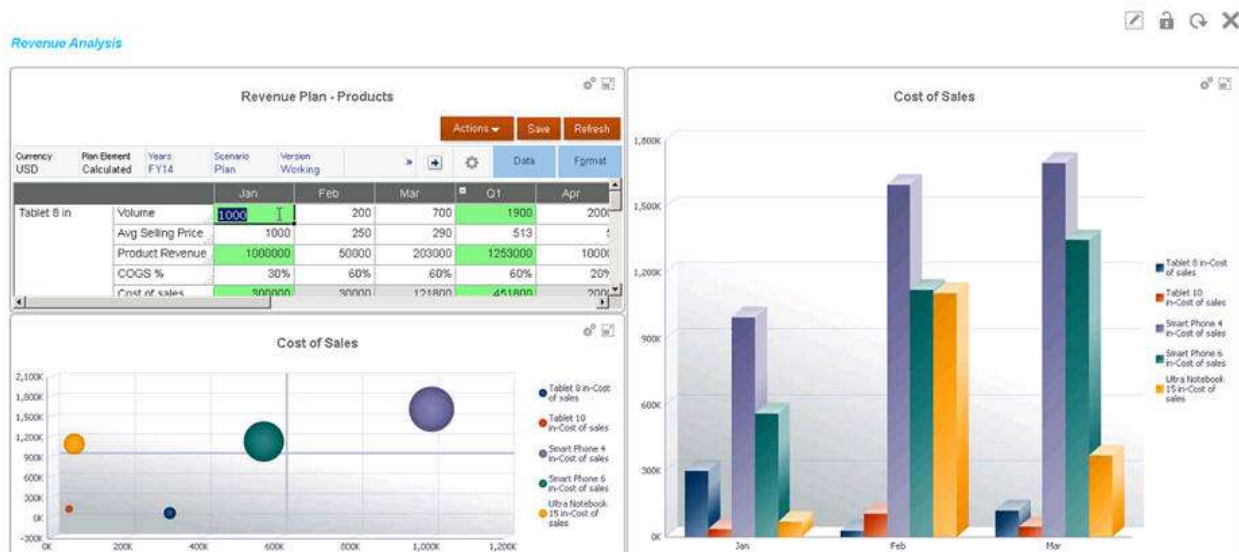 Revenue Analysis
Revenue Plan - Products
Actions Save Refresh
Currency Plan Element Years Scenario Version
USD Calculated FY14 Plan Working » Data Format
Jan Feb Mar Q1 Apr
Tablet 8 in Volume 1000 200 700 1900
Avg Selling Price 1000 250 290 513
Product Revenue 1000000 50000 203000 1253000
COGS % 30% 60% 60% 60% 20%
Cost of sales 300000 30000 121800 451800
Cost of Sales
2,100K
1,800K
1,500K
1,200K
900K
600K
300K
0K
-300K
0K 200K 400K 600K 800K 1,000K 1,200K
Tablet 8 in-Cost
of sales
Tablet 10
in-Cost of sales
Smart Phone 4
in-Cost of sales
Smart Phone 6
in-Cost of sales
Ultra Notebook
15 in-Cost of
sales
Cost of Sales
1,800K
1,500K
1,200K
900K
600K
300K
0K
Jan Feb Mar
Tablet 8 in-Cost
of sales
Tablet 10
in-Cost of sales
Smart Phone 4
in-Cost of sales
Smart Phone 6
in-Cost of sales
Ultra Notebook
15 in-Cost of
sales